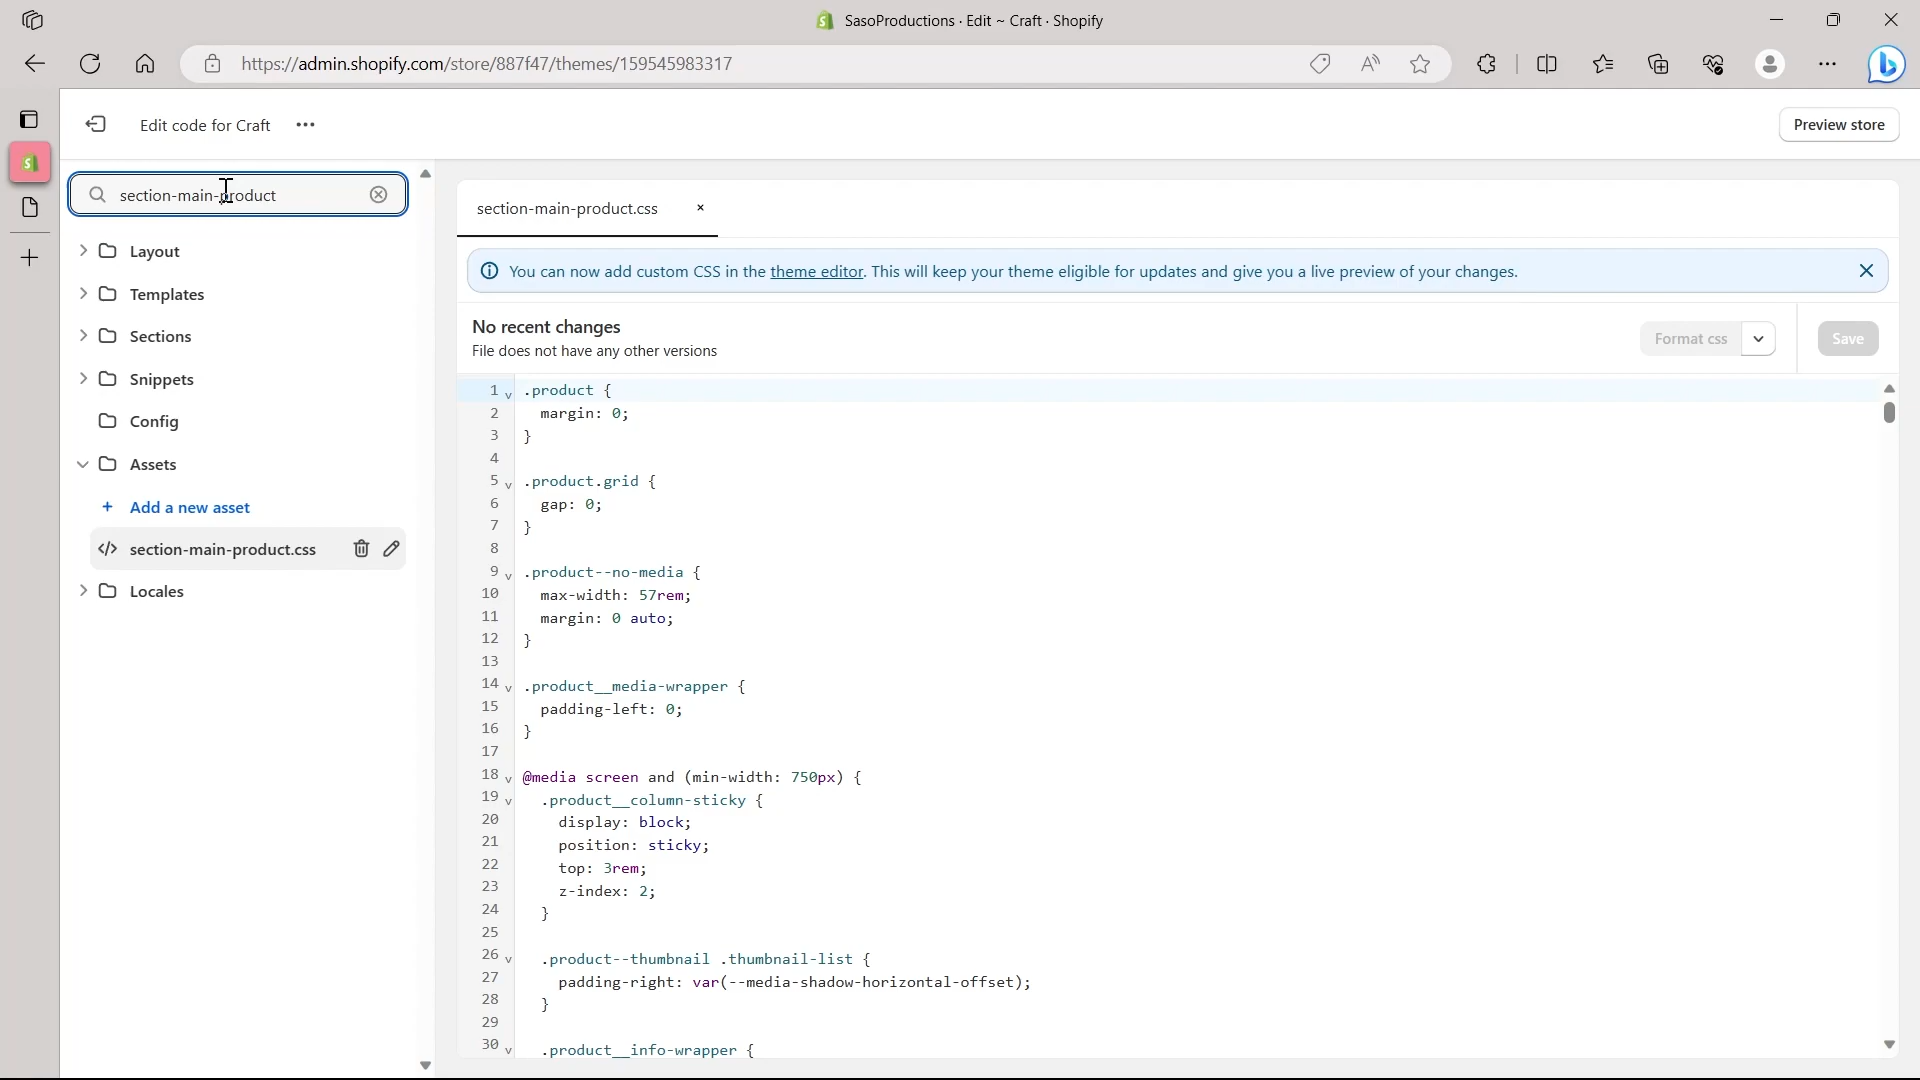 SasoProductions · Edit ~ Craft · Shopify
https://admin.shopify.com/store/887f47/themes/159545983317
Edit code for Craft
Preview store
section-main-product
Layout
Templates
Sections
Snippets
Config
Assets
+ Add a new asset
</> section-main-product.css
Locales
section-main-product.css
You can now add custom CSS in the theme editor. This will keep your theme eligible for updates and give you a live preview of your changes.
No recent changes
File does not have any other versions
Format css
Save
1 .product {
2 margin: 0;
3 }
4
5 .product.grid {
6 gap: 0;
7 }
8
9 .product--no-media {
10 max-width: 57rem;
11 margin: 0 auto;
12 }
13
14 .product__media-wrapper {
15 padding-left: 0;
16 }
17
18 @media screen and (min-width: 750px) {
19 .product__column-sticky {
20 display: block;
21 position: sticky;
22 top: 3rem;
23 z-index: 2;
24 }
25
26 .product--thumbnail .thumbnail-list {
27 padding-right: var(--media-shadow-horizontal-offset);
28 }
29
30 .product__info-wrapper {